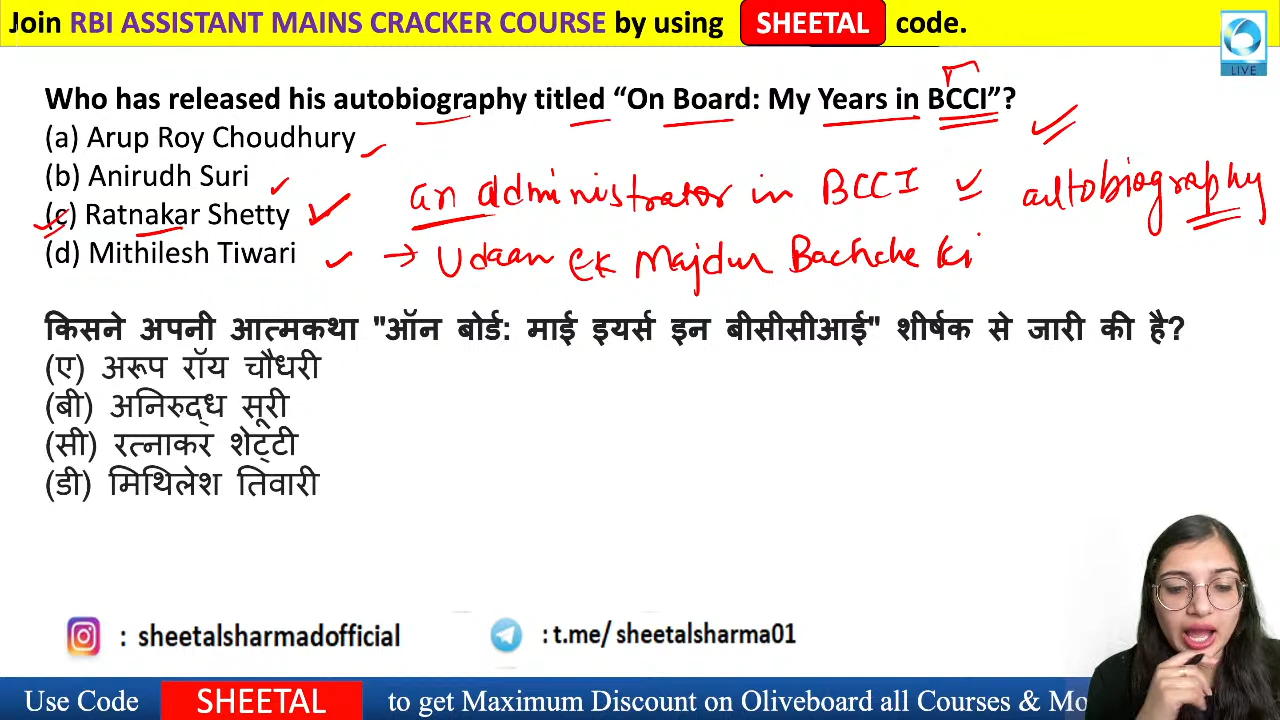 Join RBI ASSISTANT MAINS CRACKER COURSE by using SHEETAL code.
LIVE
Who has released his autobiography titled “On Board: My Years in BCCI”?
(a) Arup Roy Choudhury
(b) Anirudh Suri
(c) Ratnakar Shetty
(d) Mithilesh Tiwari
an administrator in BCCI
autobiography
→ Udaan Ek Majdur Bachche ki
किसने अपनी आत्मकथा "ऑन बोर्ड: माई इयर्स इन बीसीसीआई" शीर्षक से जारी की है?
(ए) अरूप रॉय चौधरी
(बी) अनिरुद्ध सूरी
(सी) रत्नाकर शेट्टी
(डी) मिथिलेश तिवारी
: sheetalsharmadofficial
: t.me/ sheetalsharma01
Use Code SHEETAL to get Maximum Discount on Oliveboard all Courses & Mo